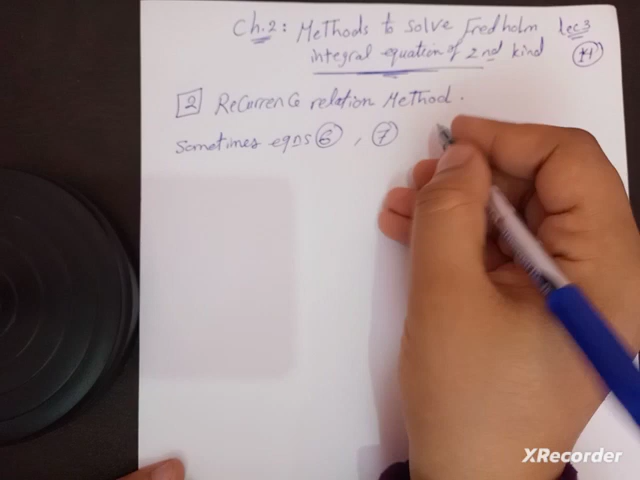 Ch.2: Methods to solve Fredholm lec 3
integral equation of 2nd kind
2 Recurrence relation Method.
Sometimes eqns 6, 7
XRecorder